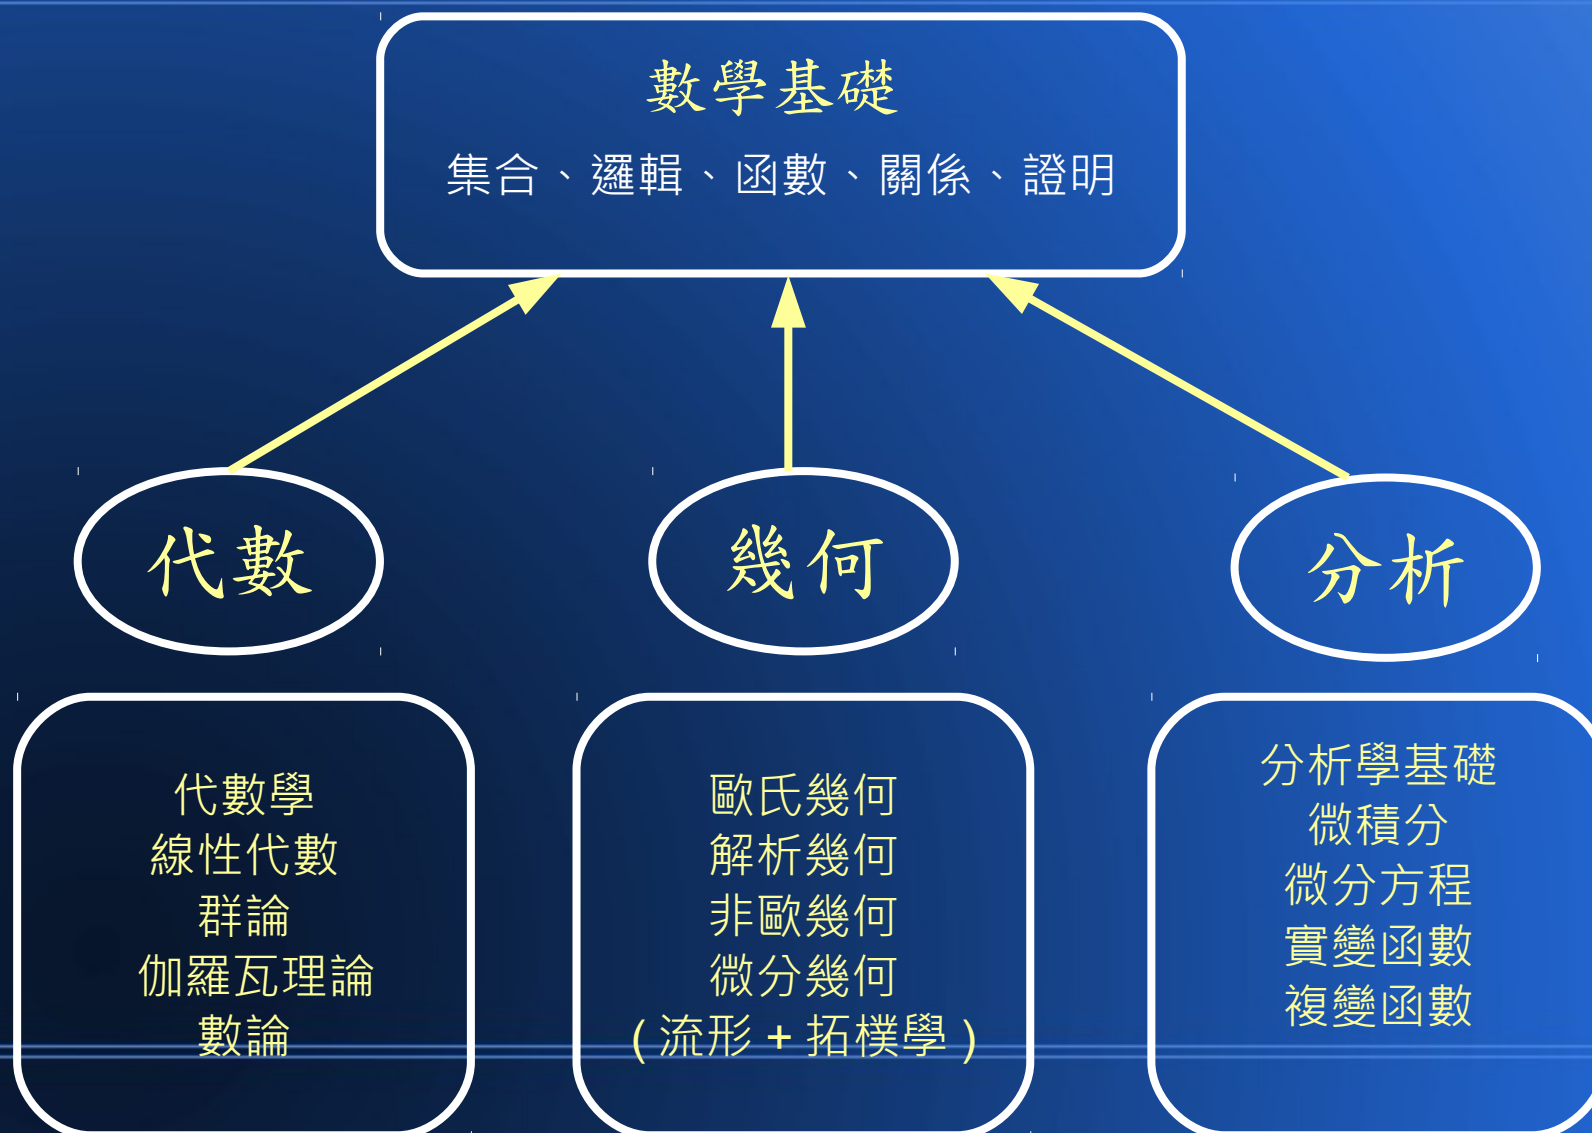 數學基礎
集合、邏輯、函數、關係、證明
代數
幾何
分析
代數學
線性代數
群論
伽羅瓦理論
數論
歐氏幾何
解析幾何
非歐幾何
微分幾何
( 流形 + 拓樸學 )
分析學基礎
微積分
微分方程
實變函數
複變函數